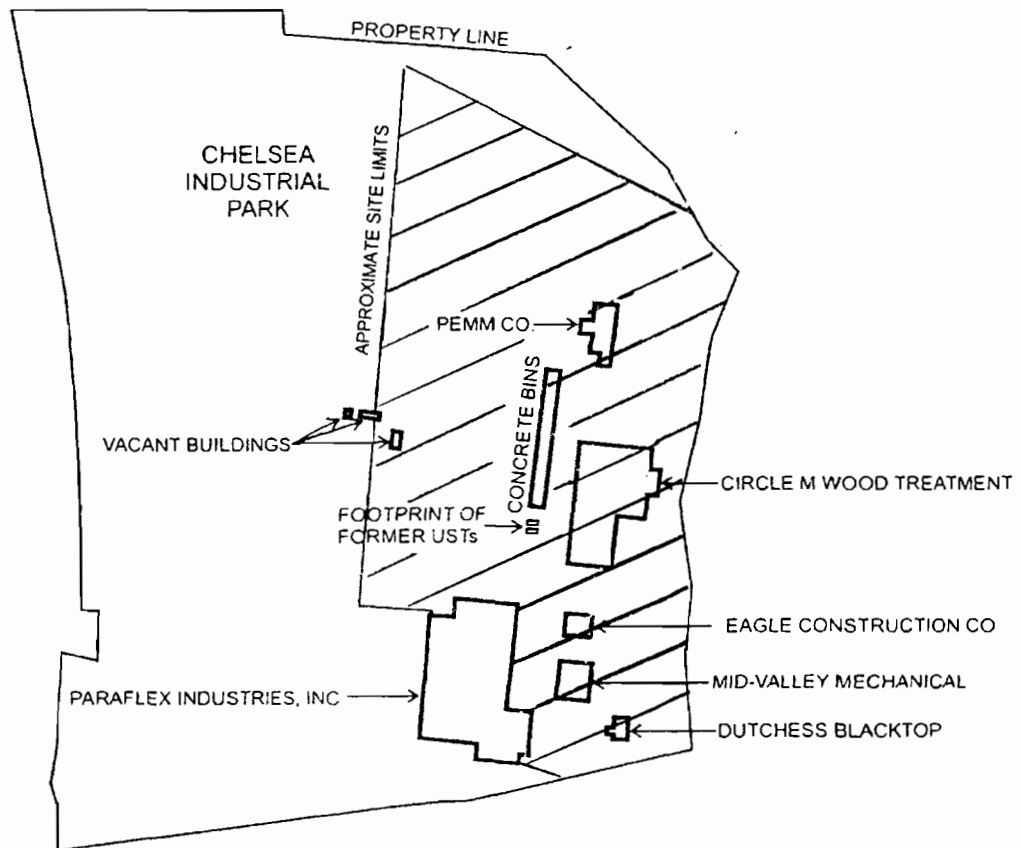 PROPERTY LINE
CHELSEA
INDUSTRIAL
PARK
APPROXIMATE SITE LIMITS
PEMM CO.
CONCRETE BINS
VACANT BUILDINGS
CIRCLE M WOOD TREATMENT
FOOTPRINT OF
FORMER USTs
EAGLE CONSTRUCTION CO
PARAFLEX INDUSTRIES, INC
MID-VALLEY MECHANICAL
DUTCHESS BLACKTOP